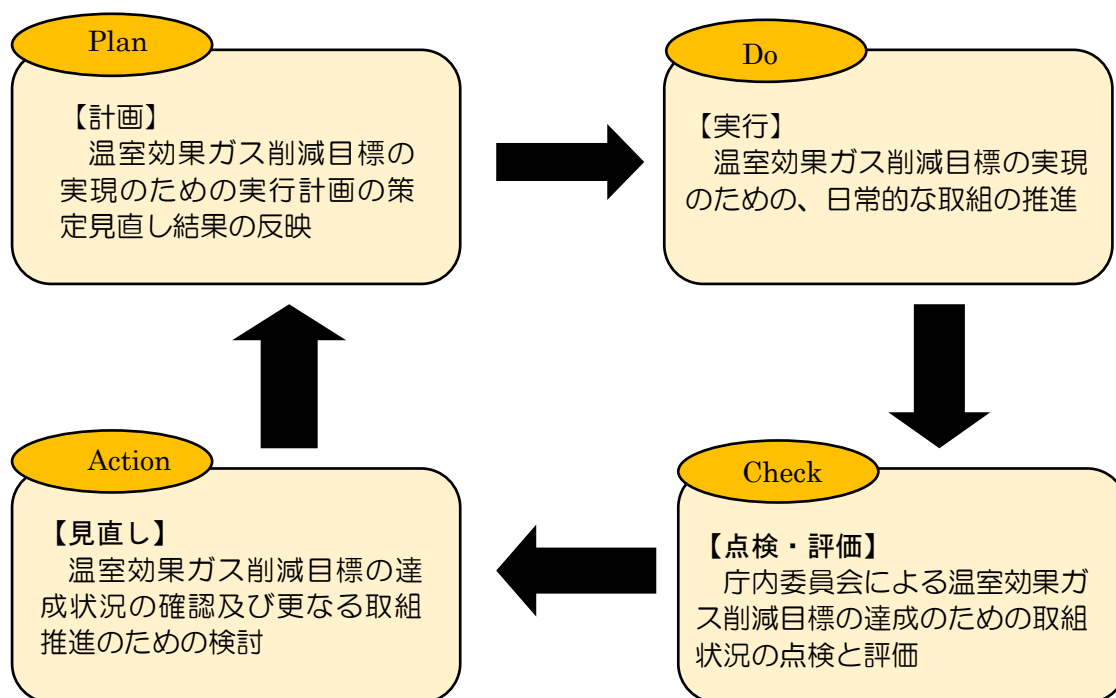 Plan
【計画】
温室効果ガス削減目標の
実現のための実行計画の策
定見直し結果の反映
Do
【実行】
温室効果ガス削減目標の実現
のための、日常的な取組の推進
Action
【見直し】
温室効果ガス削減目標の達
成状況の確認及び更なる取組
推進のための検討
Check
【点検・評価】
庁内委員会による温室効果ガ
ス削減目標の達成のための取組
状況の点検と評価